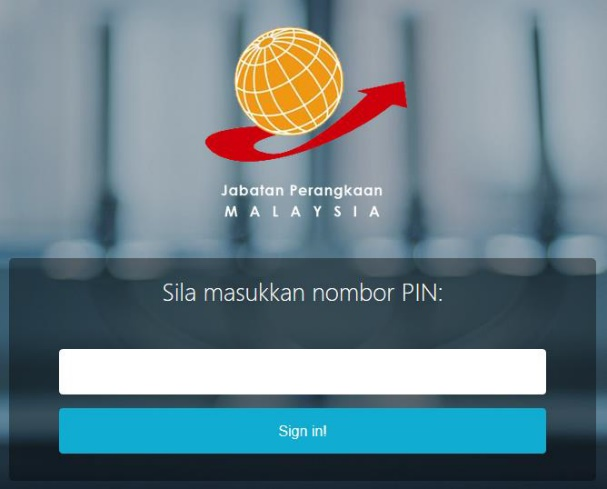 Jabatan Perangkaan
MALAYSIA
Sila masukkan nombor PIN:
Sign in!